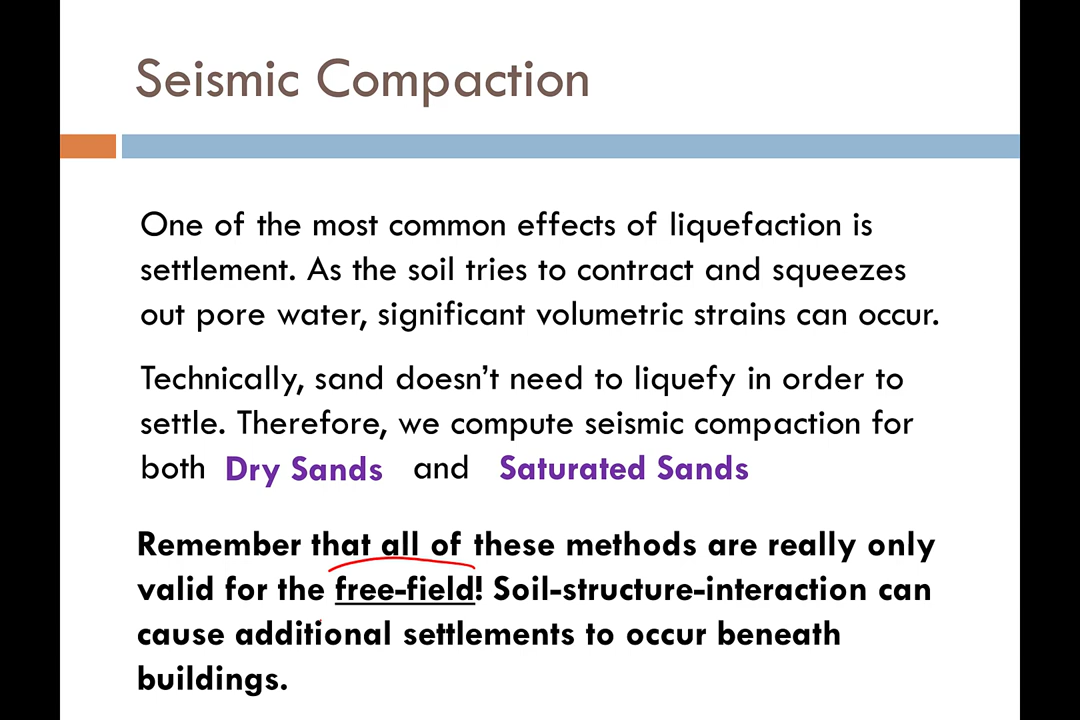 Seismic Compaction
One of the most common effects of liquefaction is
settlement. As the soil tries to contract and squeezes
out pore water, significant volumetric strains can occur.
Technically, sand doesn’t need to liquefy in order to
settle. Therefore, we compute seismic compaction for
both Dry Sands and Saturated Sands
Remember that all of these methods are really only
valid for the free-field! Soil-structure-interaction can
cause additional settlements to occur beneath
buildings.